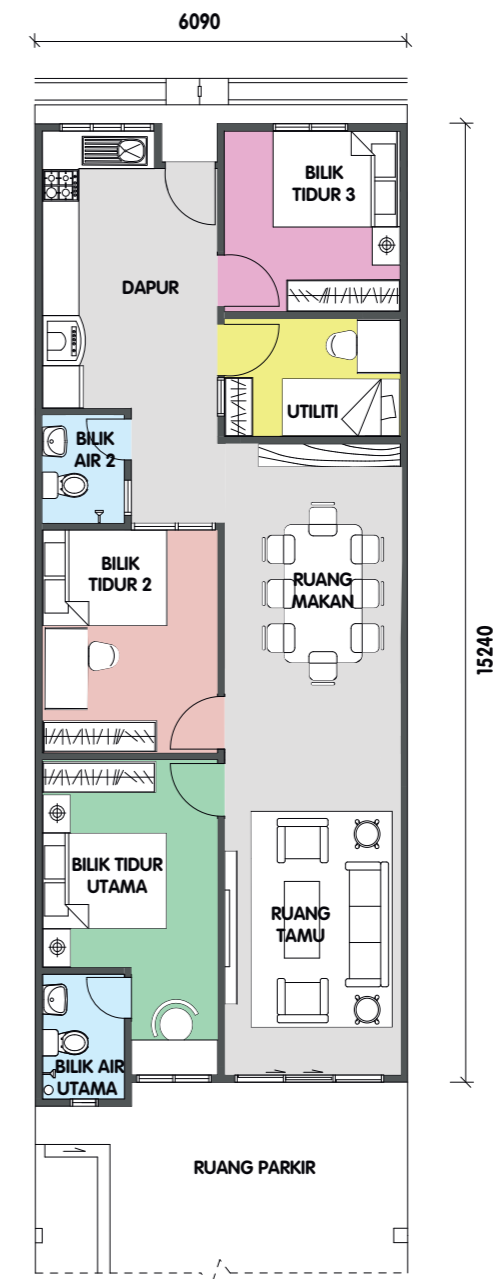 6090
BILIK
TIDUR 3
DAPUR
UTILITI
BILIK
AIR 2
BILIK
TIDUR 2
RUANG
MAKAN
15240
BILIK TIDUR
UTAMA
RUANG
TAMU
BILIK AIR
UTAMA
RUANG PARKIR